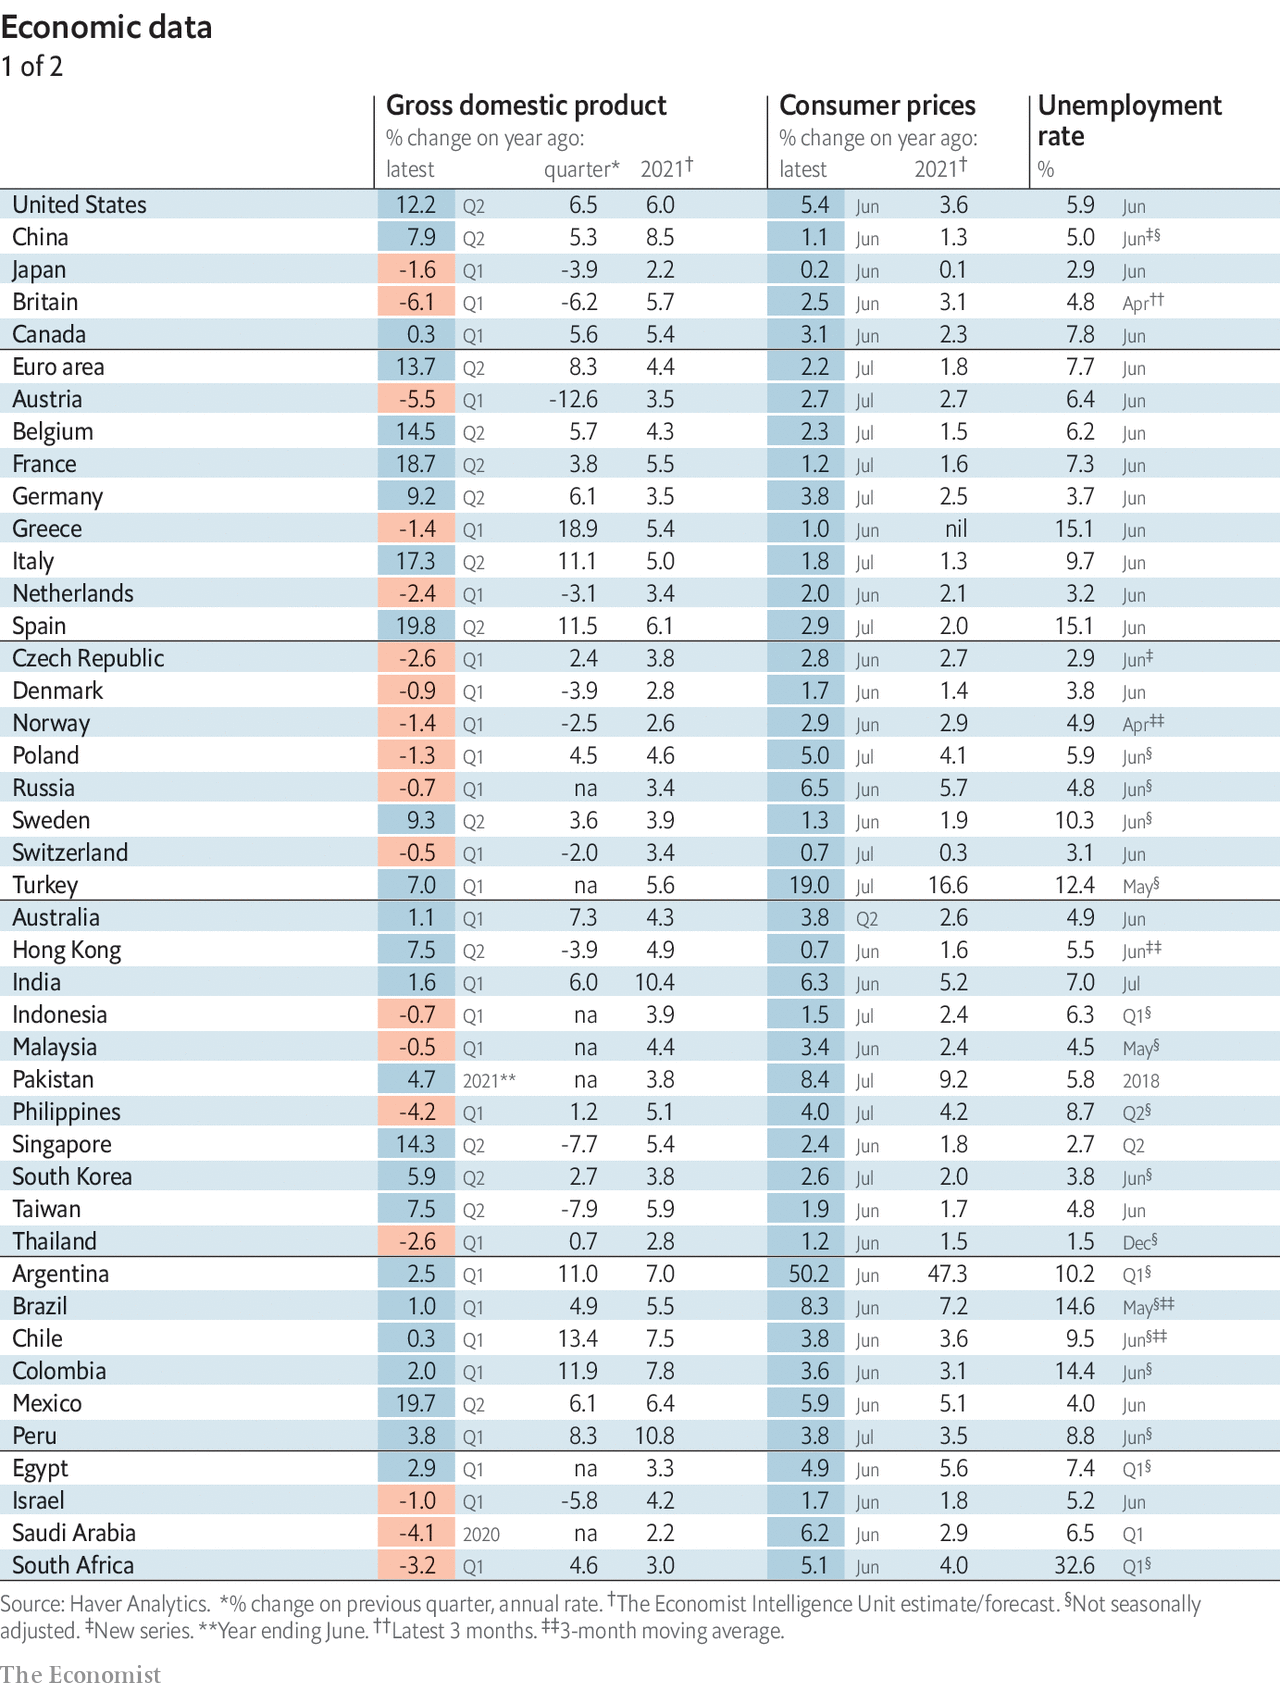 Economic data
1 of 2
Gross domestic product Consumer prices Unemployment
% change on year ago: % change on year ago: rate
latest quarter* 2021† latest 2021† %
United States 12.2 Q2 6.5 6.0 5.4 Jun 3.6 5.9 Jun
China 7.9 Q2 5.3 8.5 1.1 Jun 1.3 5.0 Jun‡§
Japan -1.6 Q1 -3.9 2.2 0.2 Jun 0.1 2.9 Jun
Britain -6.1 Q1 -6.2 5.7 2.5 Jun 3.1 4.8 Apr††
Canada 0.3 Q1 5.6 5.4 3.1 Jun 2.3 7.8 Jun
Euro area 13.7 Q2 8.3 4.4 2.2 Jul 1.8 7.7 Jun
Austria -5.5 Q1 -12.6 3.5 2.7 Jul 2.7 6.4 Jun
Belgium 14.5 Q2 5.7 4.3 2.3 Jul 1.5 6.2 Jun
France 18.7 Q2 3.8 5.5 1.2 Jul 1.6 7.3 Jun
Germany 9.2 Q2 6.1 3.5 3.8 Jul 2.5 3.7 Jun
Greece -1.4 Q1 18.9 5.4 1.0 Jun nil 15.1 Jun
Italy 17.3 Q2 11.1 5.0 1.8 Jul 1.3 9.7 Jun
Netherlands -2.4 Q1 -3.1 3.4 2.0 Jun 2.1 3.2 Jun
Spain 19.8 Q2 11.5 6.1 2.9 Jul 2.0 15.1 Jun
Czech Republic -2.6 Q1 2.4 3.8 2.8 Jun 2.7 2.9 Jun‡
Denmark -0.9 Q1 -3.9 2.8 1.7 Jun 1.4 3.8 Jun
Norway -1.4 Q1 -2.5 2.6 2.9 Jun 2.9 4.9 Apr‡‡
Poland -1.3 Q1 4.5 4.6 5.0 Jul 4.1 5.9 Jun§
Russia -0.7 Q1 na 3.4 6.5 Jun 5.7 4.8 Jun§
Sweden 9.3 Q2 3.6 3.9 1.3 Jun 1.9 10.3 Jun§
Switzerland -0.5 Q1 -2.0 3.4 0.7 Jul 0.3 3.1 Jun
Turkey 7.0 Q1 na 5.6 19.0 Jul 16.6 12.4 May§
Australia 1.1 Q1 7.3 4.3 3.8 Q2 2.6 4.9 Jun
Hong Kong 7.5 Q2 -3.9 4.9 0.7 Jun 1.6 5.5 Jun‡‡
India 1.6 Q1 6.0 10.4 6.3 Jun 5.2 7.0 Jul
Indonesia -0.7 Q1 na 3.9 1.5 Jul 2.4 6.3 Q1§
Malaysia -0.5 Q1 na 4.4 3.4 Jun 2.4 4.5 May§
Pakistan 4.7 2021** na 3.8 8.4 Jul 9.2 5.8 2018
Philippines -4.2 Q1 1.2 5.1 4.0 Jul 4.2 8.7 Q2§
Singapore 14.3 Q2 -7.7 5.4 2.4 Jun 1.8 2.7 Q2
South Korea 5.9 Q2 2.7 3.8 2.6 Jul 2.0 3.8 Jun§
Taiwan 7.5 Q2 -7.9 5.9 1.9 Jun 1.7 4.8 Jun
Thailand -2.6 Q1 0.7 2.8 1.2 Jun 1.5 1.5 Dec§
Argentina 2.5 Q1 11.0 7.0 50.2 Jun 47.3 10.2 Q1§
Brazil 1.0 Q1 4.9 5.5 8.3 Jun 7.2 14.6 May§‡‡
Chile 0.3 Q1 13.4 7.5 3.8 Jun 3.6 9.5 Jun§‡‡
Colombia 2.0 Q1 11.9 7.8 3.6 Jun 3.1 14.4 Jun§
Mexico 19.7 Q2 6.1 6.4 5.9 Jun 5.1 4.0 Jun
Peru 3.8 Q1 8.3 10.8 3.8 Jul 3.5 8.8 Jun§
Egypt 2.9 Q1 na 3.3 4.9 Jun 5.6 7.4 Q1§
Israel -1.0 Q1 -5.8 4.2 1.7 Jun 1.8 5.2 Jun
Saudi Arabia -4.1 2020 na 2.2 6.2 Jun 2.9 6.5 Q1
South Africa -3.2 Q1 4.6 3.0 5.1 Jun 4.0 32.6 Q1§
Source: Haver Analytics. *% change on previous quarter, annual rate. †The Economist Intelligence Unit estimate/forecast. §Not seasonally
adjusted. ‡New series. **Year ending June. ††Latest 3 months. ‡‡3-month moving average.
The Economist